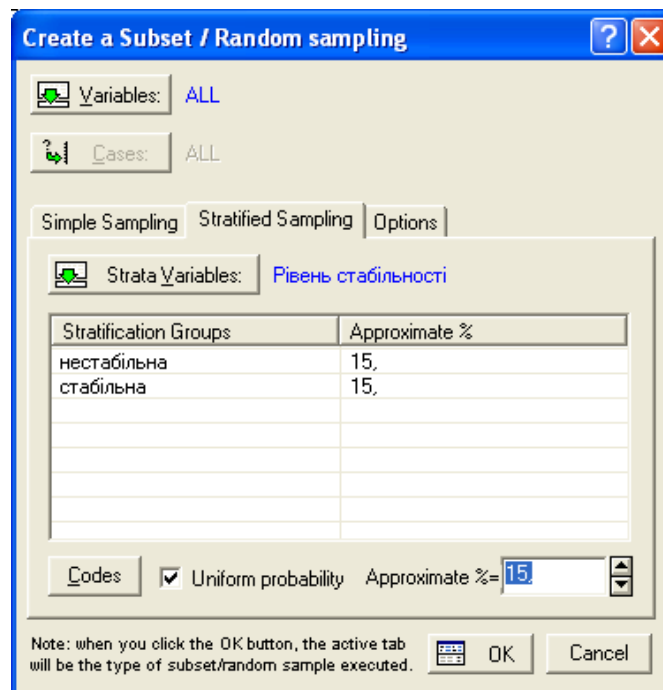 Create a Subset / Random sampling
Variables: ALL
Cases: ALL
Simple Sampling Stratified Sampling Options
Strata Variables: Рівень стабільності
Stratification Groups Approximate %
нестабільна 15,
стабільна 15,
Codes Uniform probability Approximate %= 15,
Note: when you click the OK button, the active tab
will be the type of subset/random sample executed.
OK Cancel